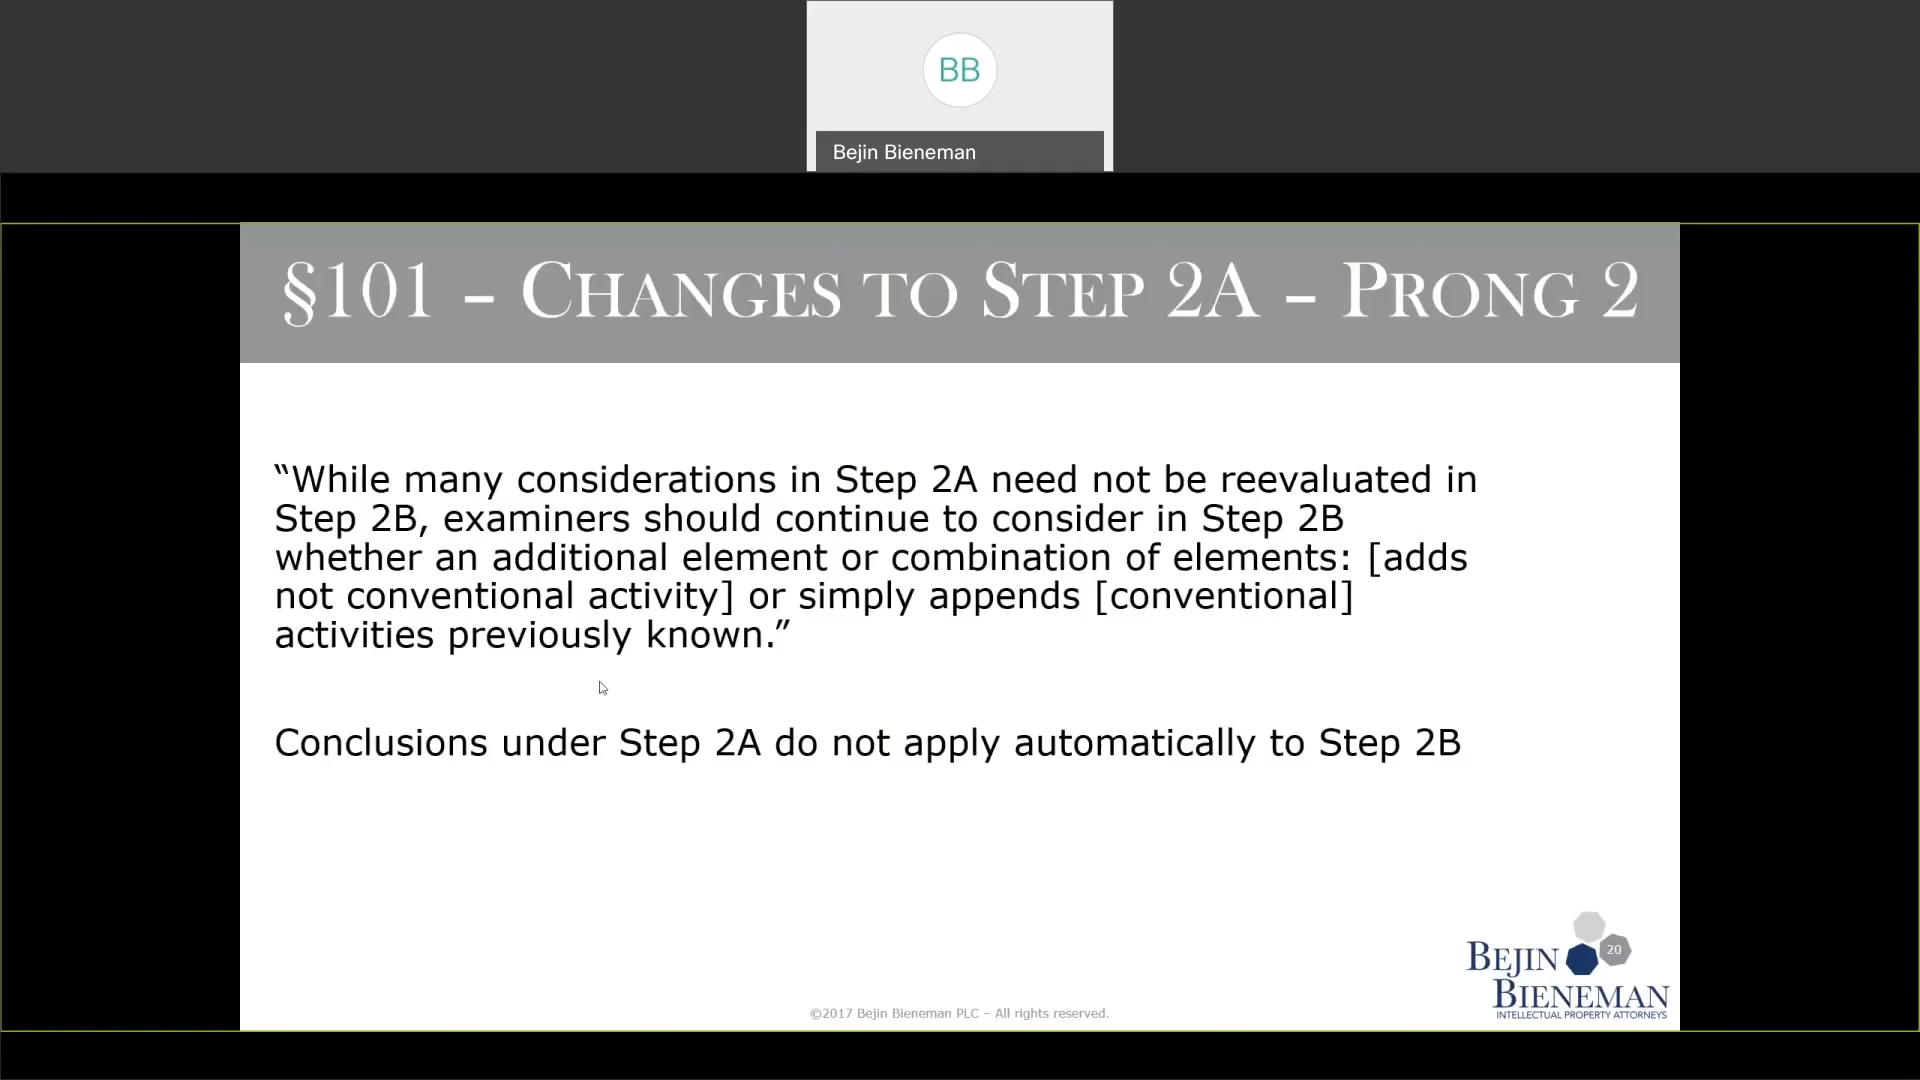 BB
Bejin Bieneman
§101 – Changes to Step 2A – Prong 2
“While many considerations in Step 2A need not be reevaluated in
Step 2B, examiners should continue to consider in Step 2B
whether an additional element or combination of elements: [adds
not conventional activity] or simply appends [conventional]
activities previously known.”
Conclusions under Step 2A do not apply automatically to Step 2B
20
Bejin
Bieneman
INTELLECTUAL PROPERTY ATTORNEYS
©2017 Bejin Bieneman PLC – All rights reserved.